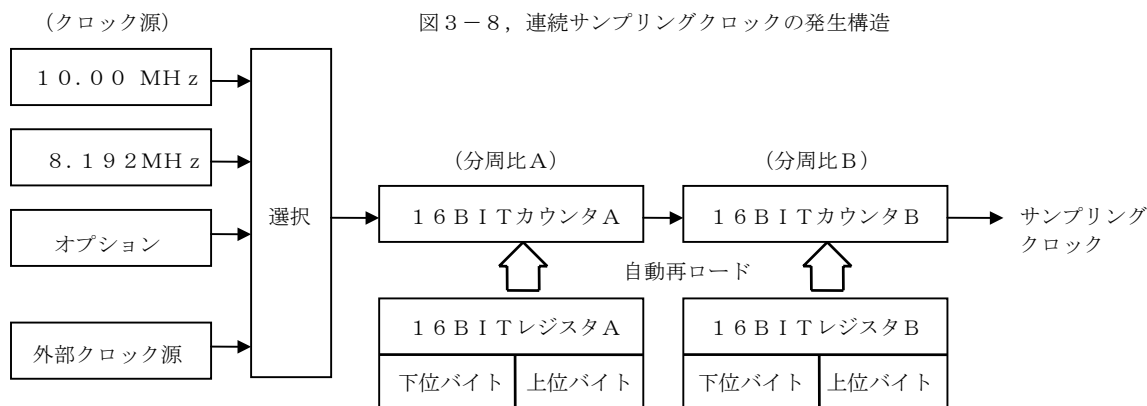 （クロック源）
図３－８，連続サンプリングクロックの発生構造
１０．００ MHｚ
８．１９２MHｚ
オプション
外部クロック源
選択
（分周比Ａ）
（分周比Ｂ）
１６ＢＩＴカウンタＡ
１６ＢＩＴカウンタＢ
サンプリング
クロック
自動再ロード
１６ＢＩＴレジスタＡ
１６ＢＩＴレジスタＢ
下位バイト
上位バイト
下位バイト
上位バイト